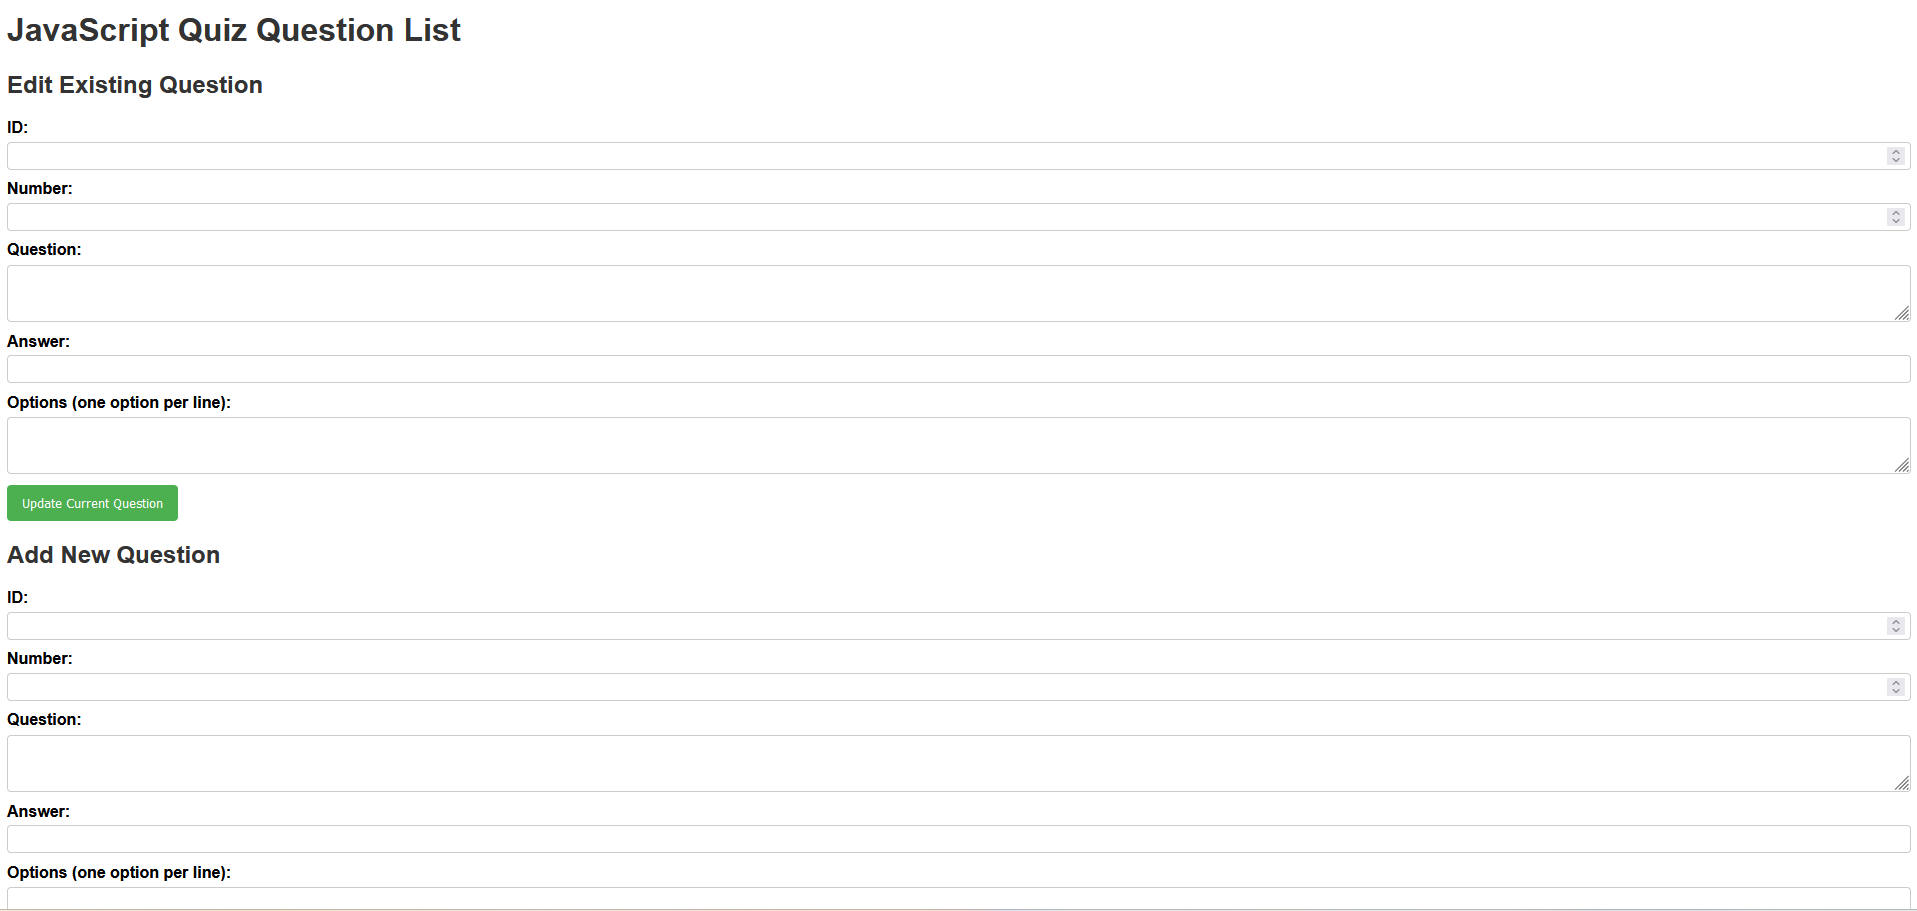 JavaScript Quiz Question List
Edit Existing Question
ID:
Number:
Question:
Answer:
Options (one option per line):
Update Current Question
Add New Question
ID:
Number:
Question:
Answer:
Options (one option per line):